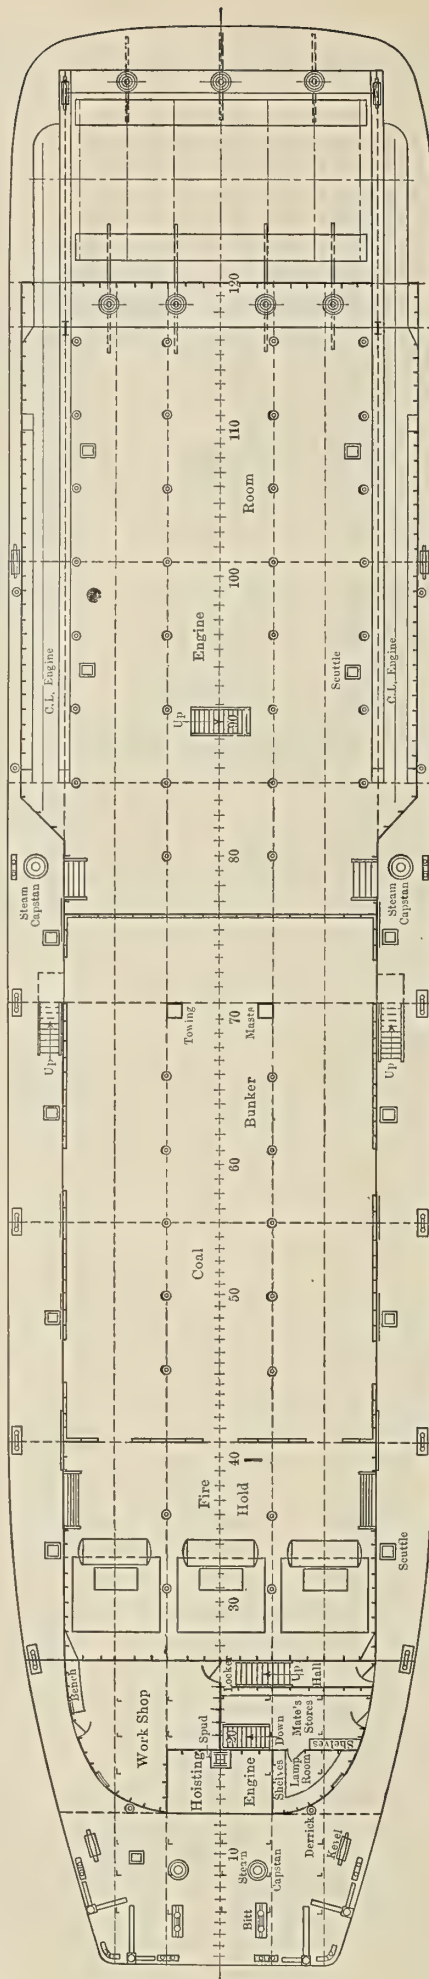 120
110
Room
100
Engine
C.L. Engine
C.L. Engine
Scuttle
Up
90
80
Steam
Capstan
Steam
Capstan
70
Towing
Masts
Up
Up
Bunker
60
Coal
50
40
Fire
Hold
Scuttle
30
Bench
Locker
Up
Hall
Work Shop
Spud
20
Down
Mate's
Stores
Shelves
Hoisting
Engine
Shelves
Lamp
Room
Derrick
Kevel
10
Steam
Capstan
Bitt